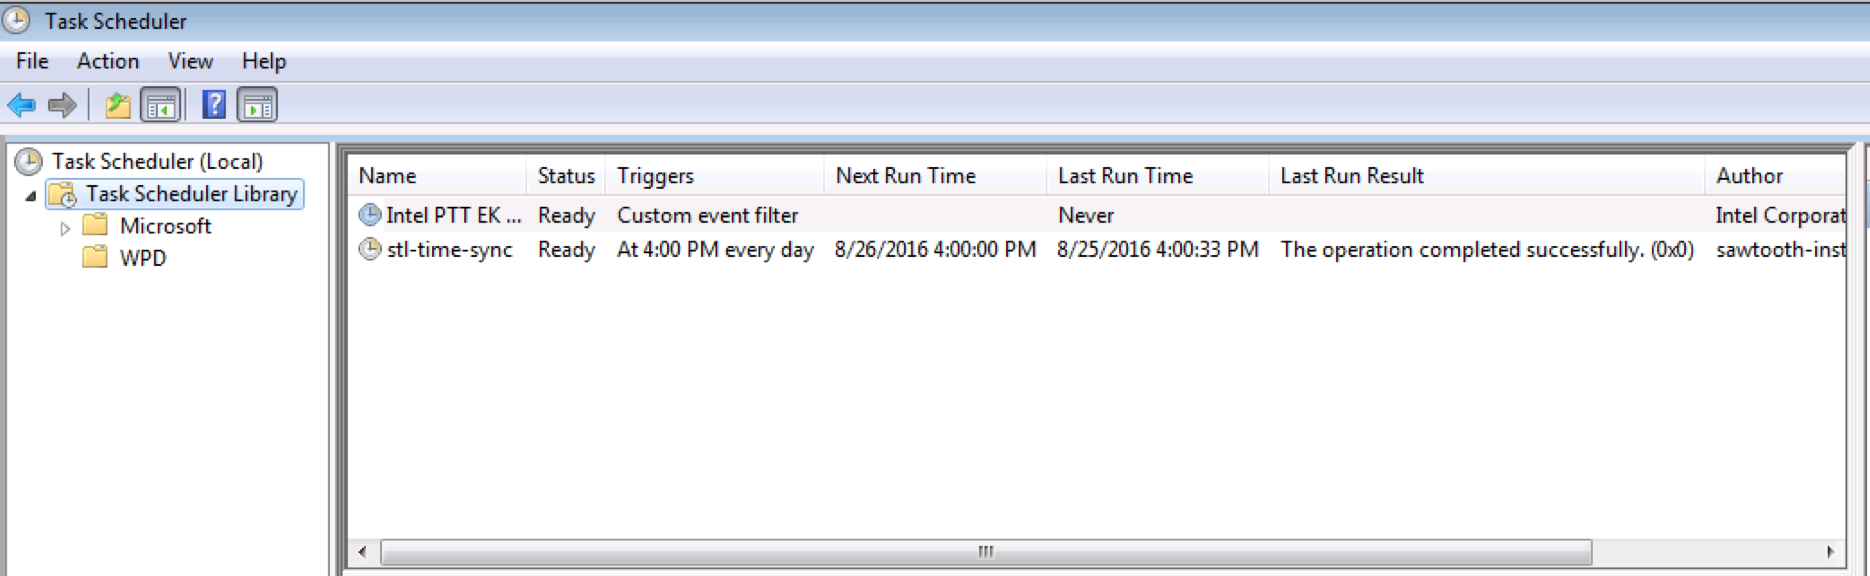 Task Scheduler
File Action View Help
Task Scheduler (Local)
Task Scheduler Library
Microsoft
WPD
Name Status Triggers Next Run Time Last Run Time Last Run Result Author
Intel PTT EK ... Ready Custom event filter Never Intel Corporat
stl-time-sync Ready At 4:00 PM every day 8/26/2016 4:00:00 PM 8/25/2016 4:00:33 PM The operation completed successfully. (0x0) sawtooth-inst